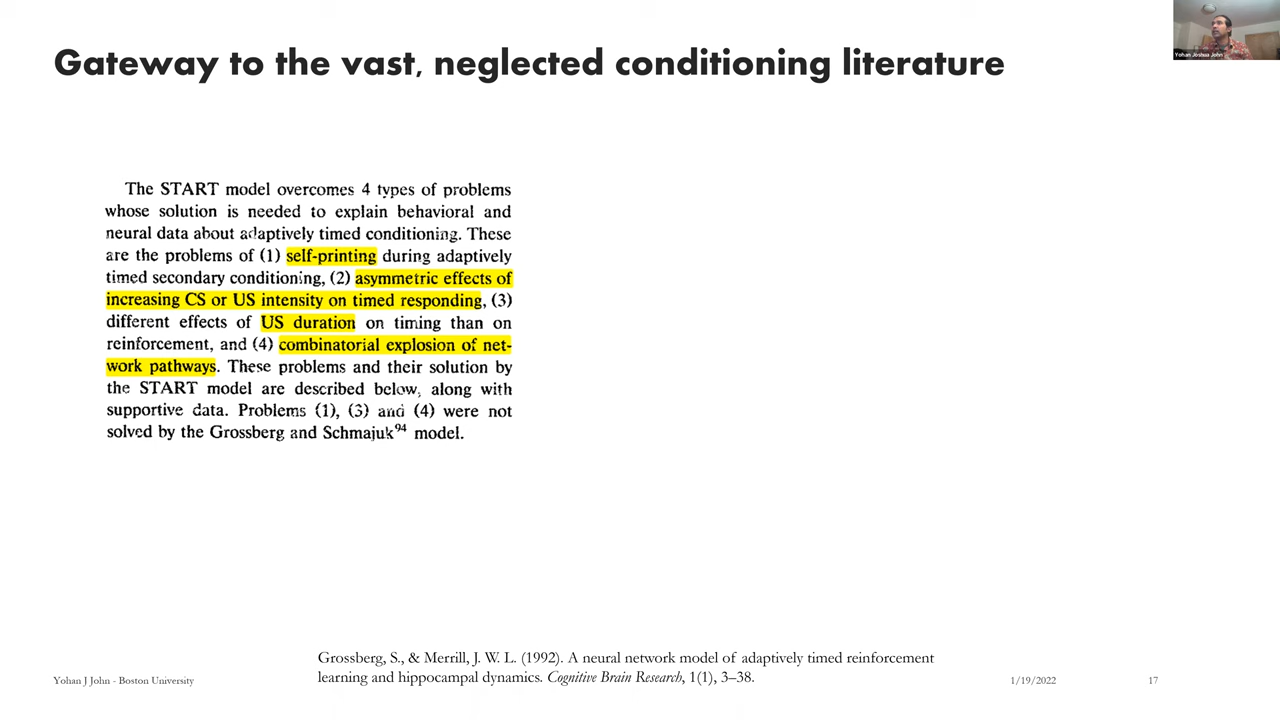 Gateway to the vast, neglected conditioning literature
Yohan Joshua John
The START model overcomes 4 types of problems
whose solution is needed to explain behavioral and
neural data about adaptively timed conditioning. These
are the problems of (1) self-printing during adaptively
timed secondary conditioning, (2) asymmetric effects of
increasing CS or US intensity on timed responding, (3)
different effects of US duration on timing than on
reinforcement, and (4) combinatorial explosion of net-
work pathways. These problems and their solution by
the START model are described below, along with
supportive data. Problems (1), (3) and (4) were not
solved by the Grossberg and Schmajuk94 model.
Grossberg, S., & Merrill, J. W. L. (1992). A neural network model of adaptively timed reinforcement
learning and hippocampal dynamics. Cognitive Brain Research, 1(1), 3–38.
Yohan J John - Boston University
1/19/2022
17